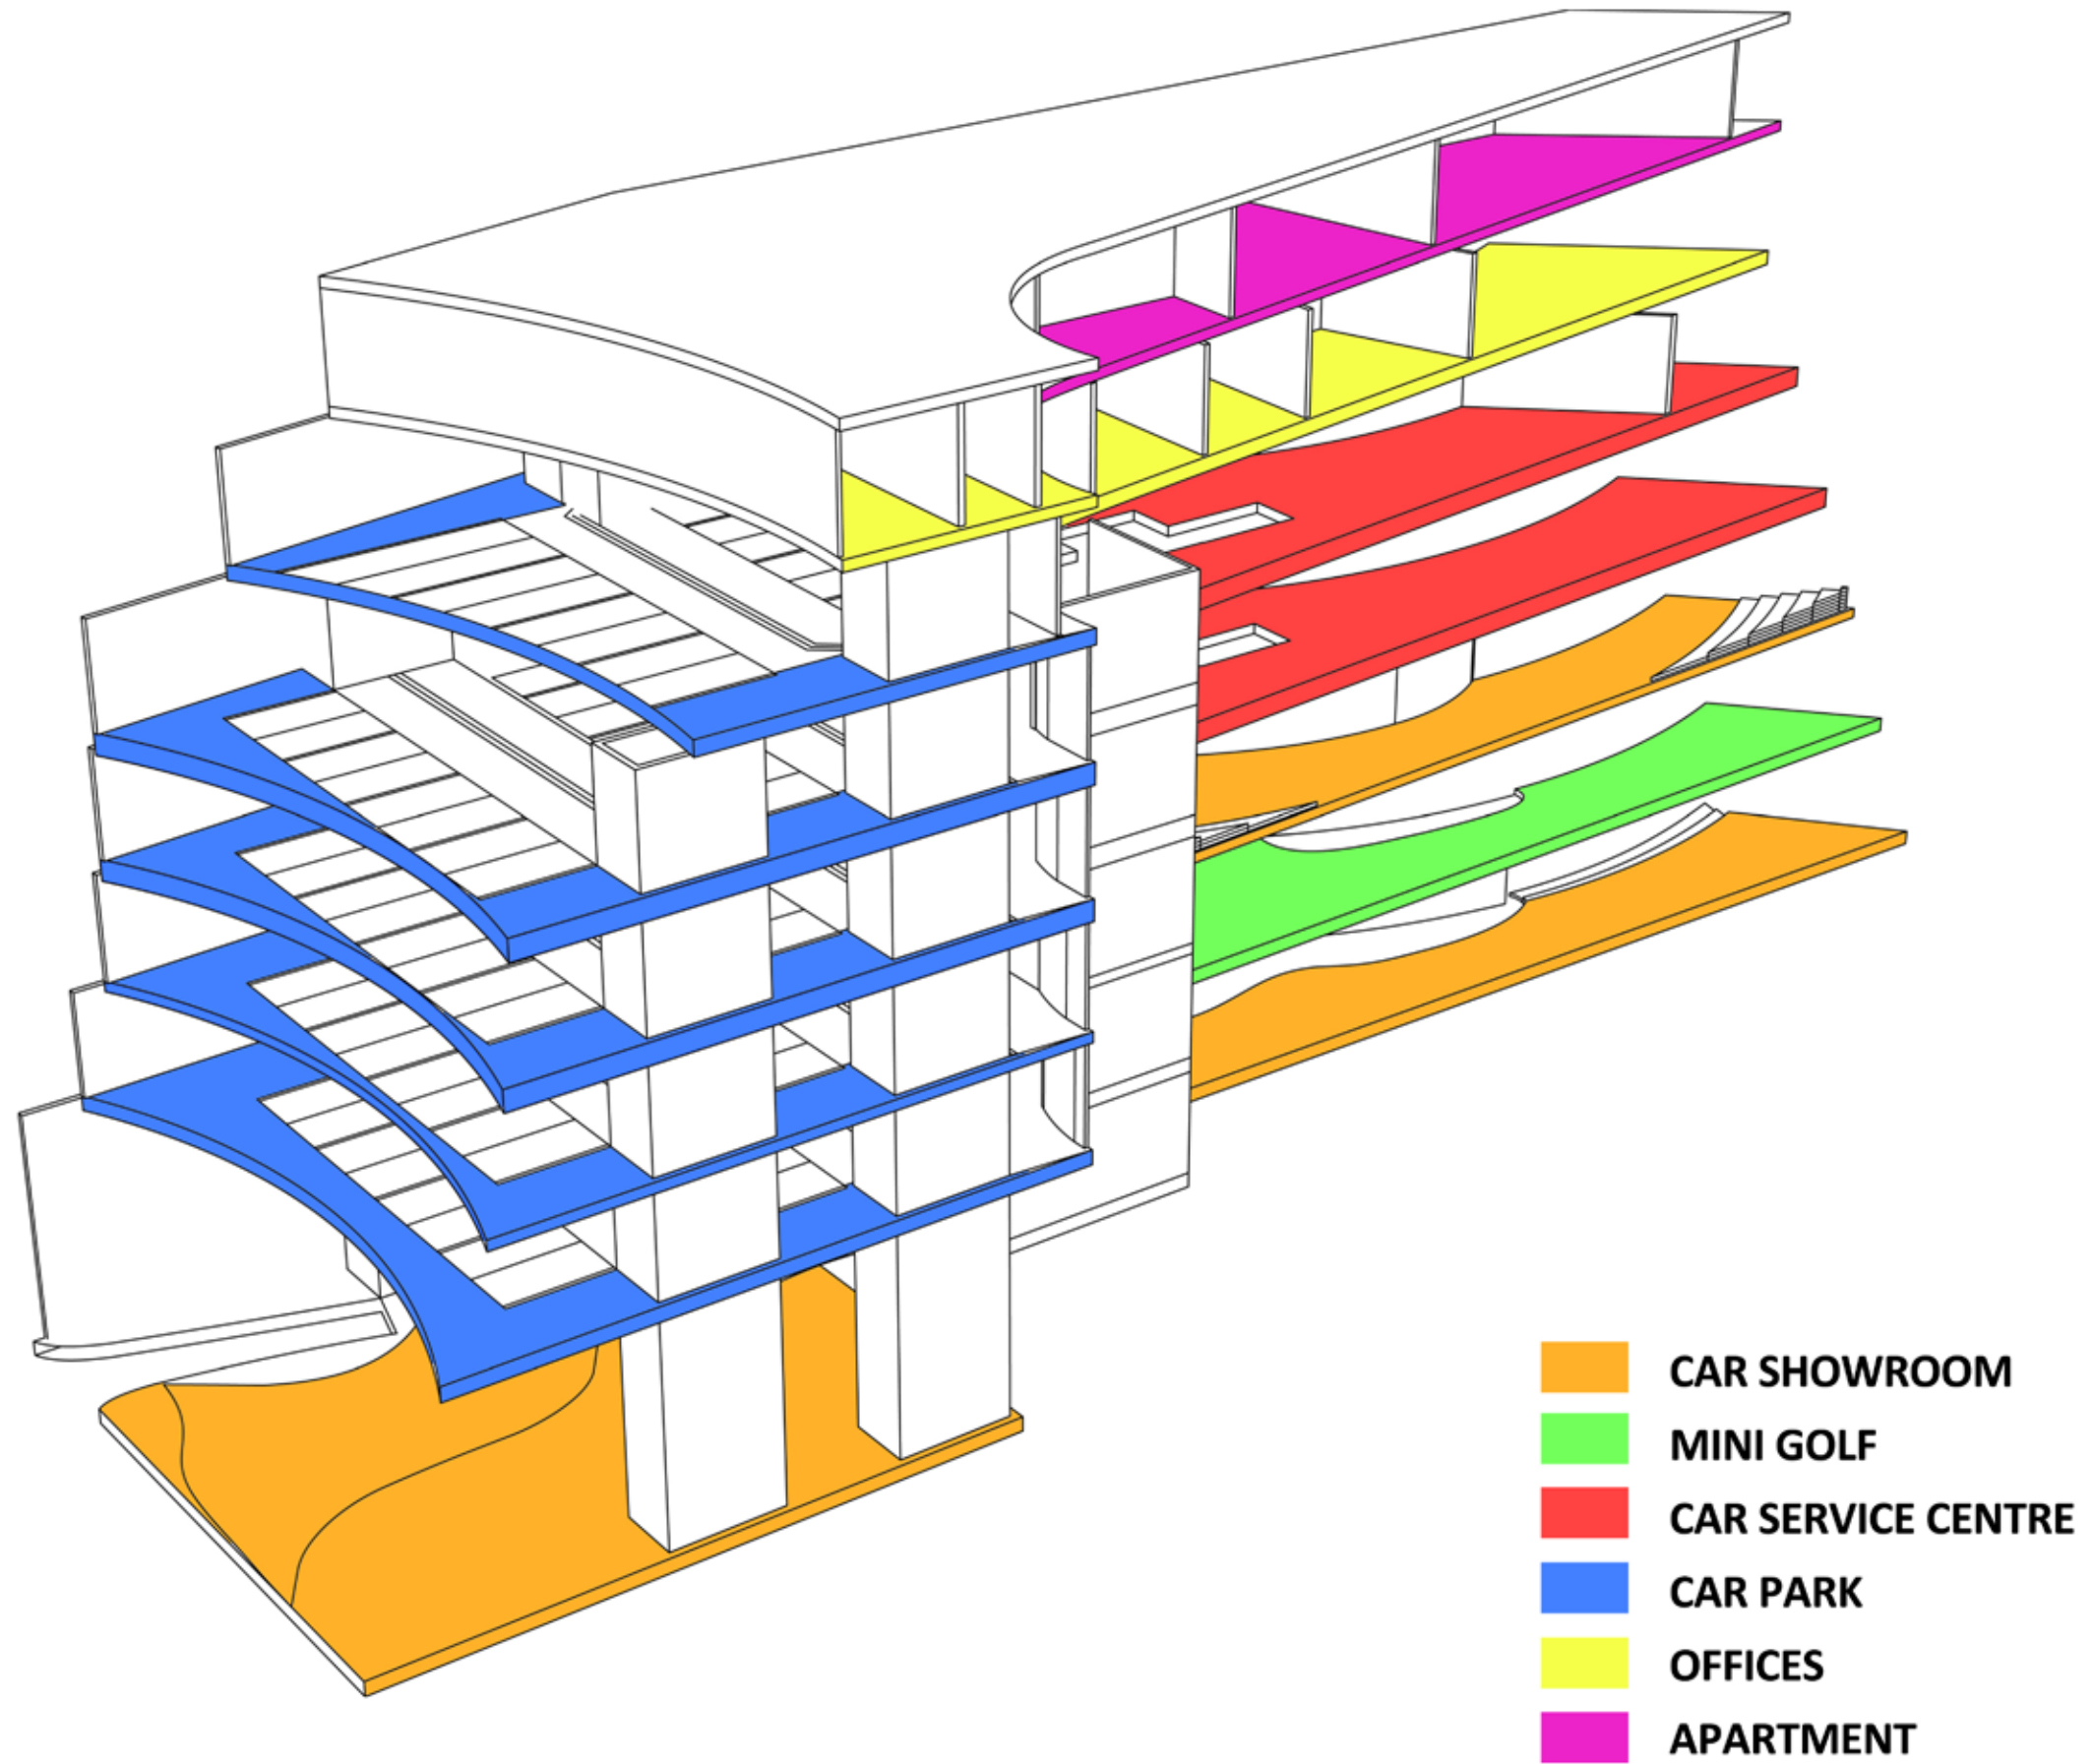 CAR SHOWROOM
MINI GOLF
CAR SERVICE CENTRE
CAR PARK
OFFICES
APARTMENT